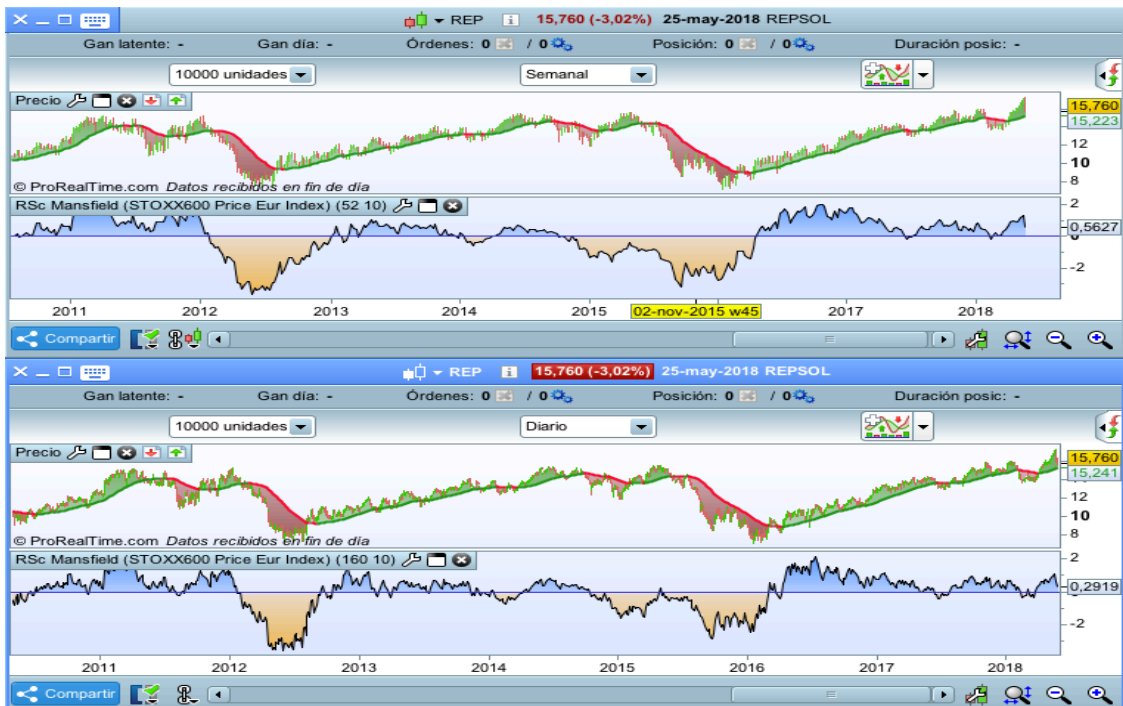 REP i 15,760 (-3,02%) 25-may-2018 REPSOL
Gan latente: - Gan día: - Órdenes: 0 / 0 Posición: 0 / 0 Duración posic: -
10000 unidades Semanal
Precio
15,760
15,223
12
10
8
© ProRealTime.com Datos recibidos en fin de día
RSc Mansfield (STOXX600 Price Eur Index) (52 10)
2
0,5627
0
-2
2011 2012 2013 2014 2015 02-nov-2015 w45 2017 2018
Compartir
REP i 15,760 (-3,02%) 25-may-2018 REPSOL
Gan latente: - Gan día: - Órdenes: 0 / 0 Posición: 0 / 0 Duración posic: -
10000 unidades Diario
Precio
15,760
15,241
12
10
8
© ProRealTime.com Datos recibidos en fin de día
RSc Mansfield (STOXX600 Price Eur Index) (160 10)
2
0,2919
-2
2011 2012 2013 2014 2015 2016 2017 2018
Compartir